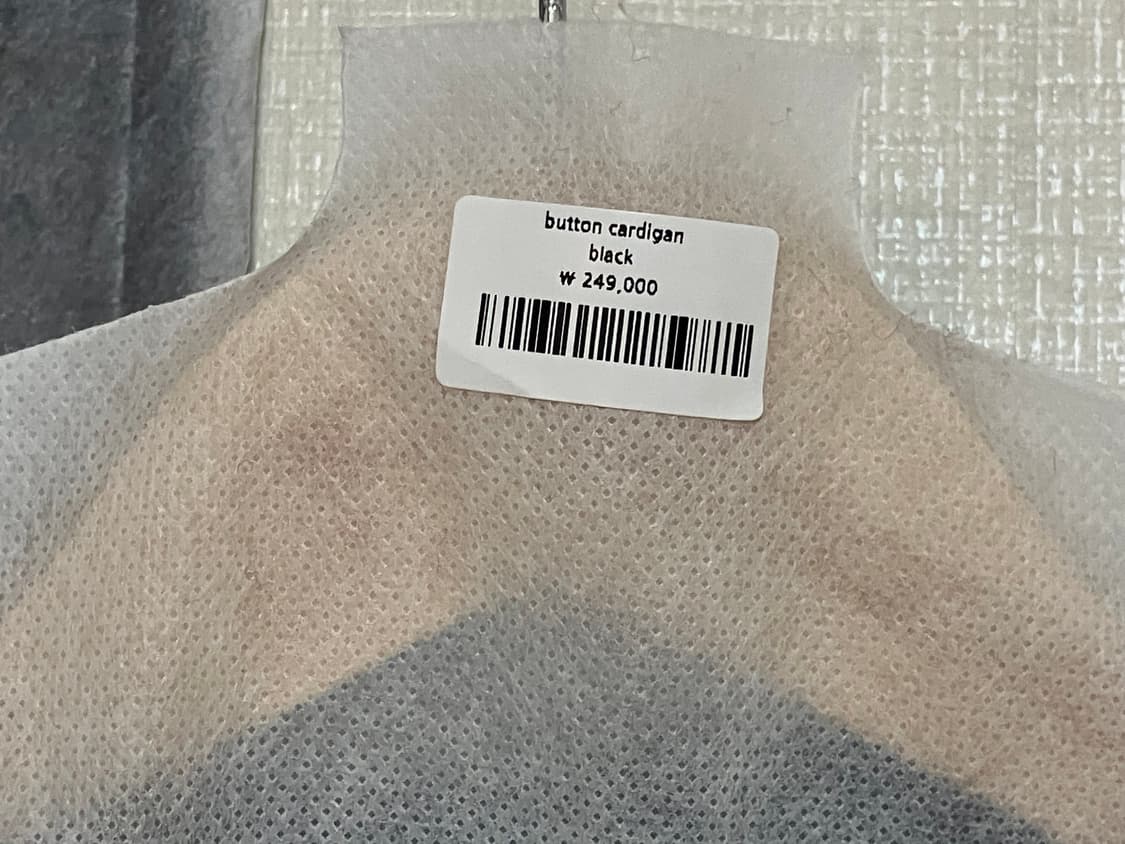 button cardigan
black
₩ 249,000